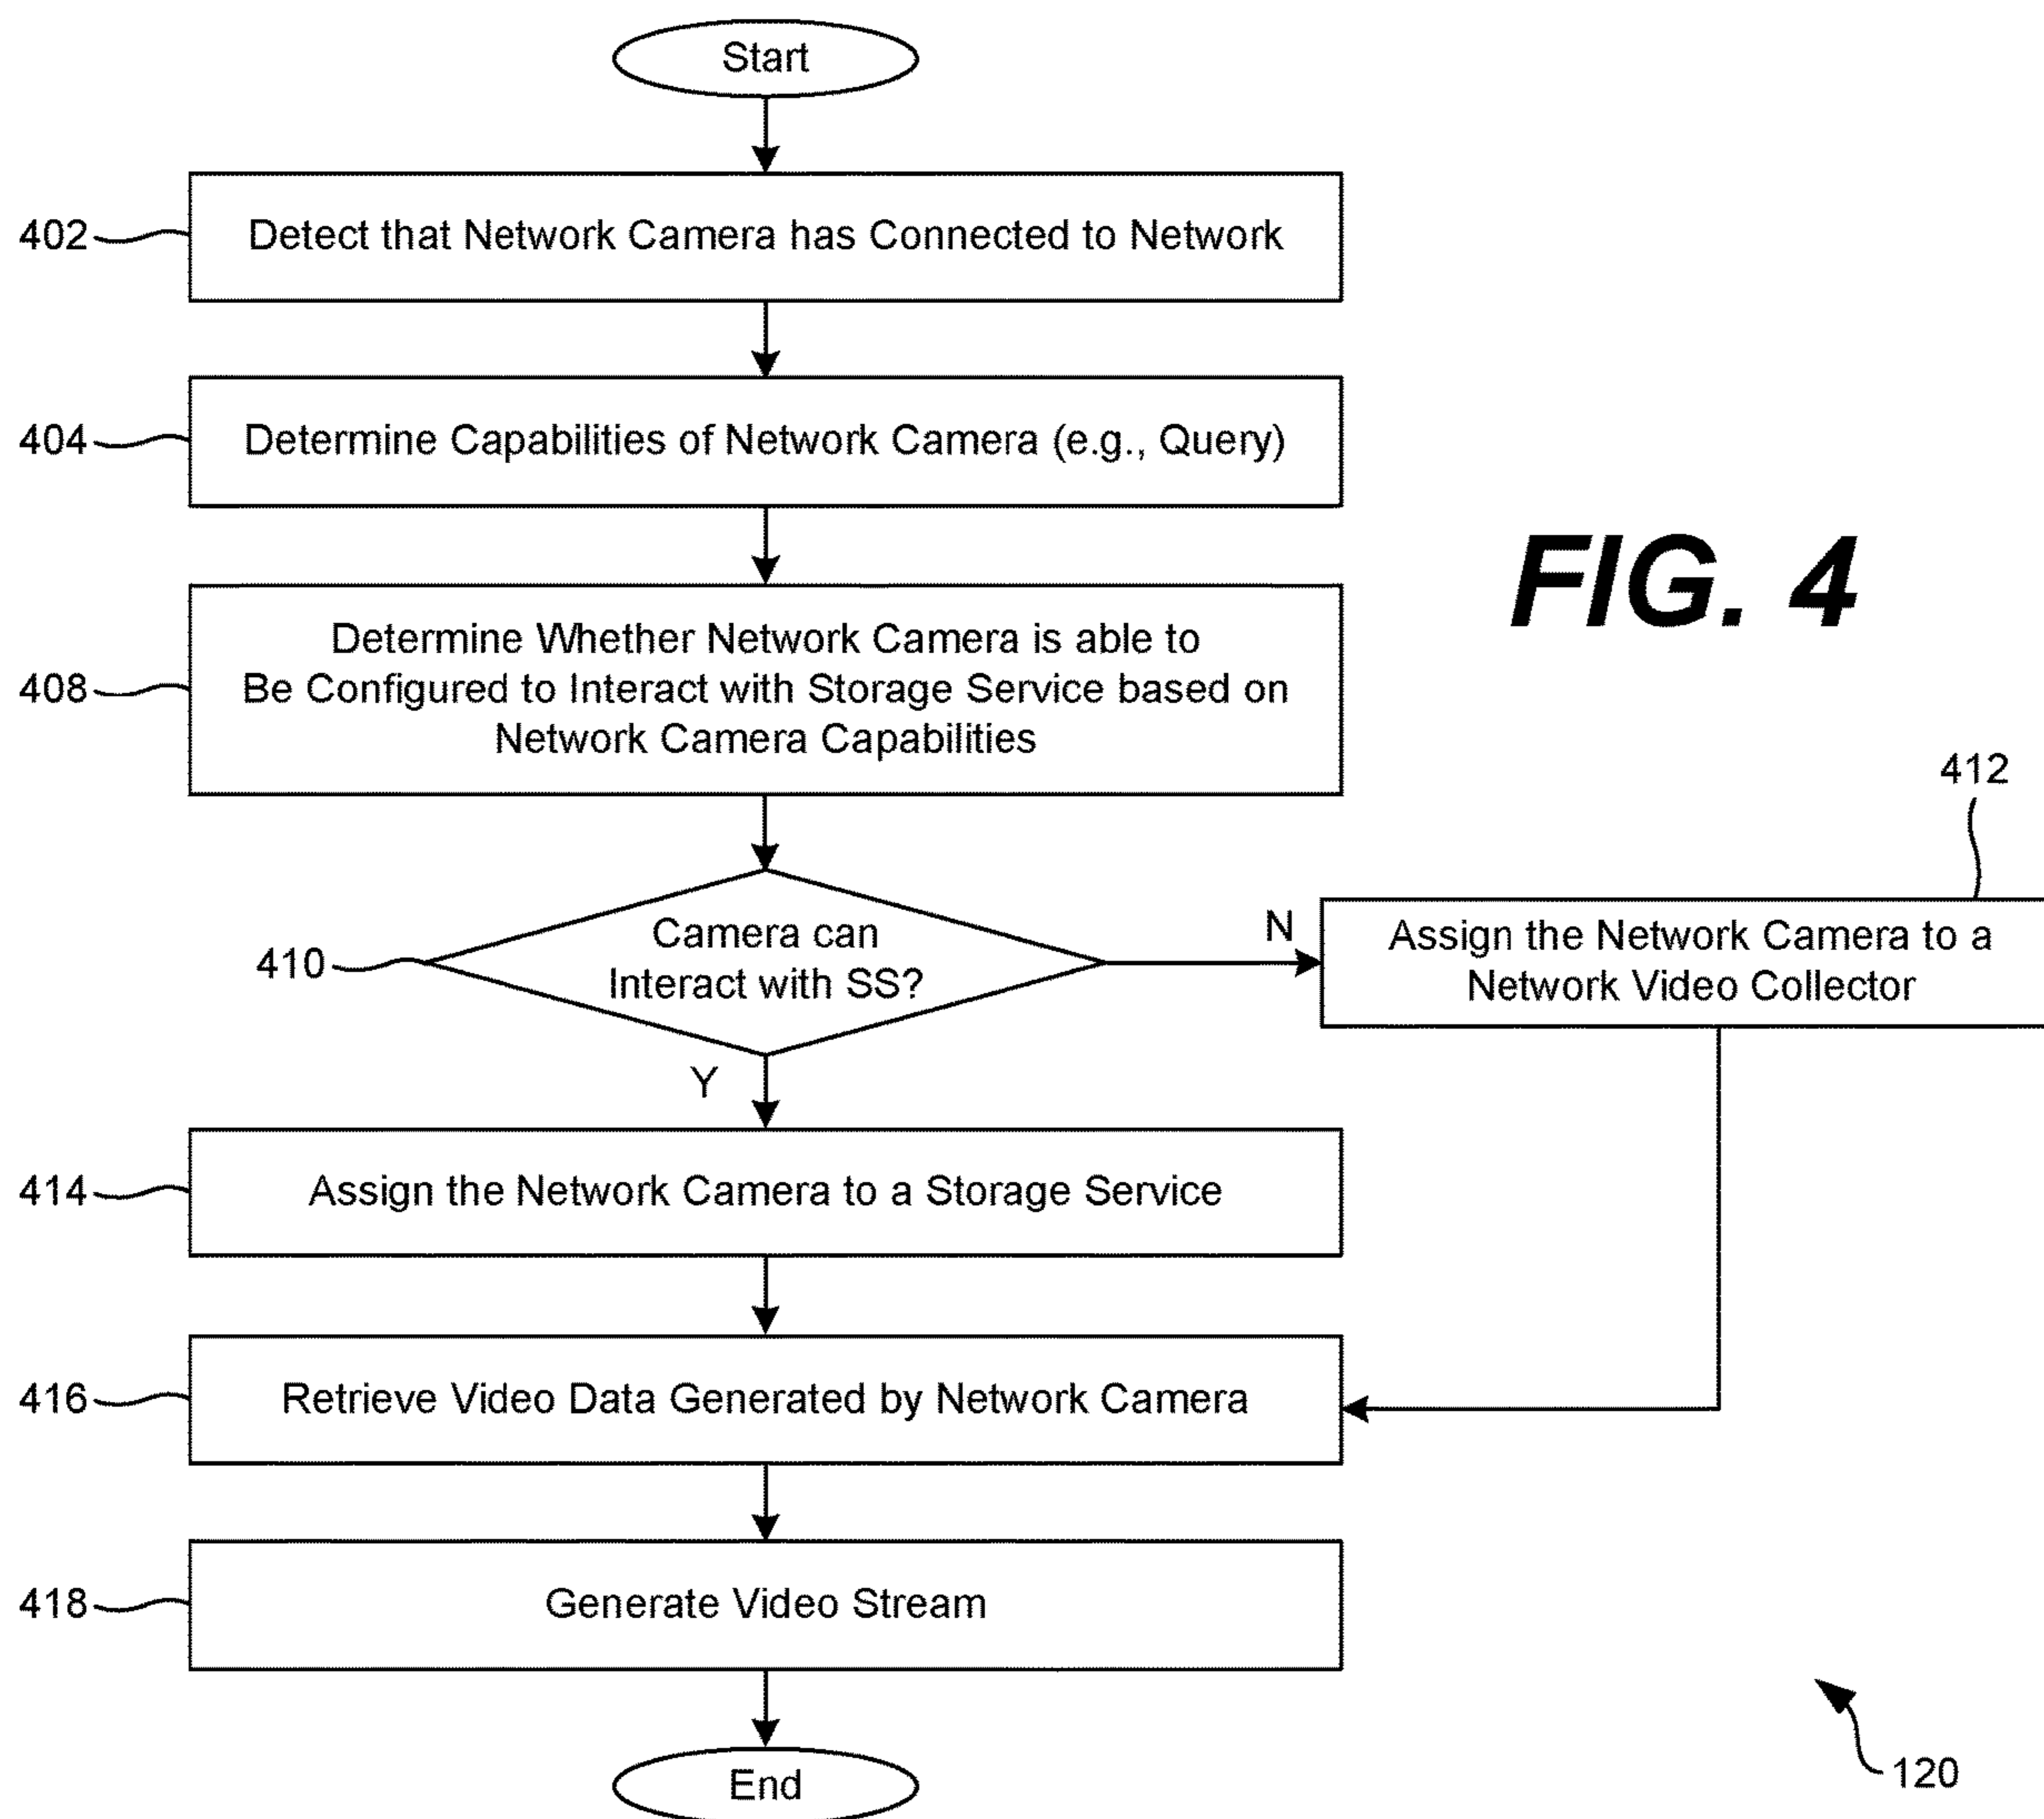 Start
402
Detect that Network Camera has Connected to Network
404
Determine Capabilities of Network Camera (e.g., Query)
FIG. 4
408
Determine Whether Network Camera is able to
Be Configured to Interact with Storage Service based on
Network Camera Capabilities
412
410
Camera can
Interact with SS?
N
Assign the Network Camera to a
Network Video Collector
Y
414
Assign the Network Camera to a Storage Service
416
Retrieve Video Data Generated by Network Camera
418
Generate Video Stream
End
120